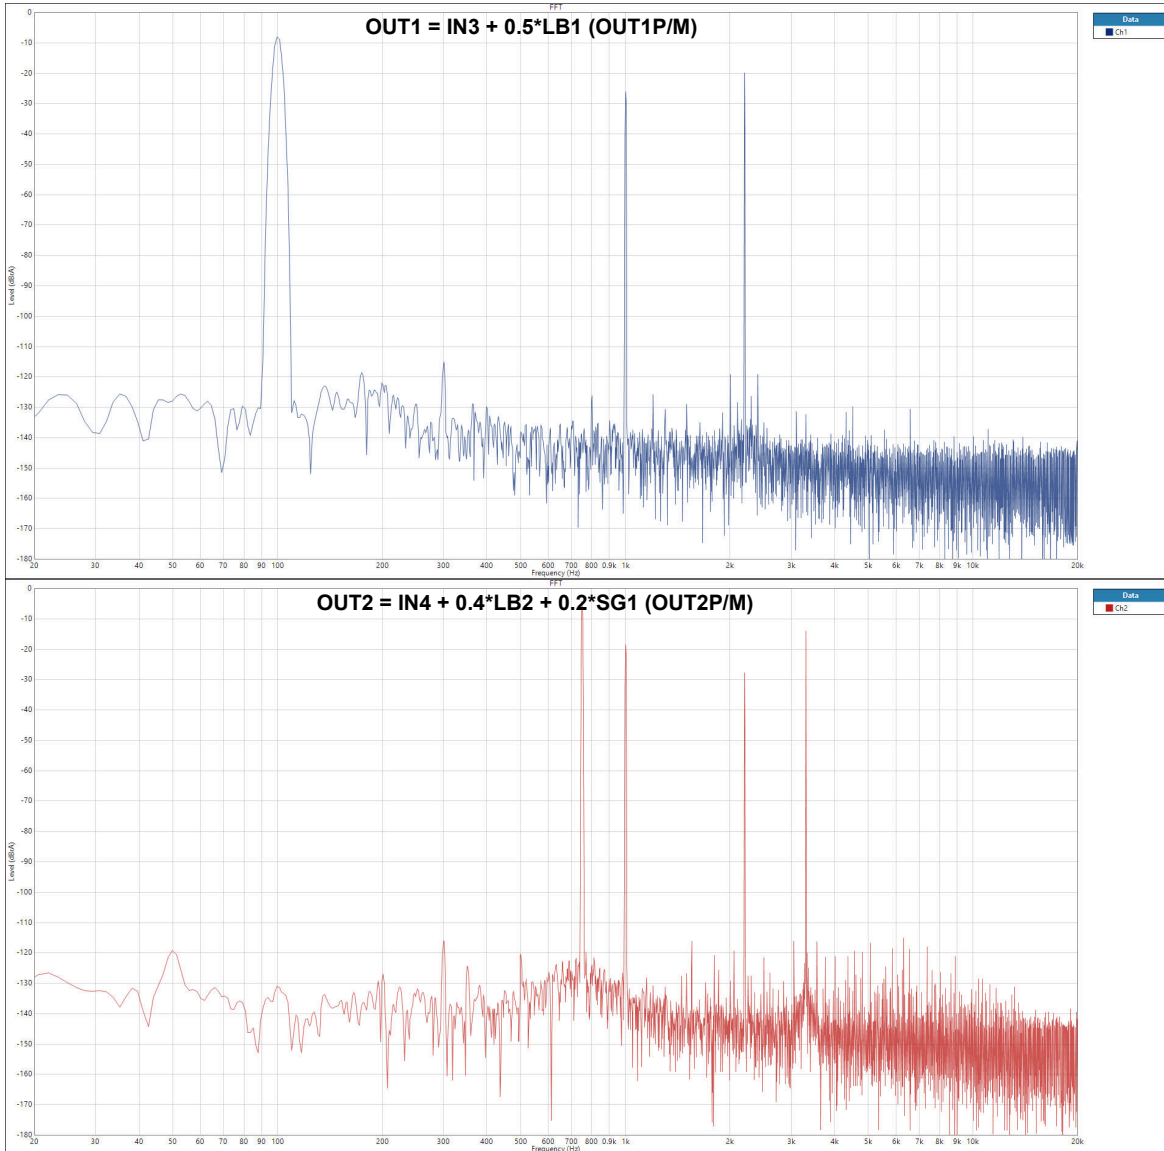 FFT
OUT1 = IN3 + 0.5*LB1 (OUT1P/M)
Data
Ch1
0
-10
-20
-30
-40
-50
-60
-70
-80
-90
-100
-110
-120
-130
-140
-150
-160
-170
-180
Level (dBrA)
20 30 40 50 60 70 80 90 100 200 300 400 500 600 700 800 0.9k 1k 2k 3k 4k 5k 6k 7k 8k 9k 10k 20k
Frequency (Hz)
FFT
OUT2 = IN4 + 0.4*LB2 + 0.2*SG1 (OUT2P/M)
Data
Ch2
0
-10
-20
-30
-40
-50
-60
-70
-80
-90
-100
-110
-120
-130
-140
-150
-160
-170
-180
Level (dBrA)
20 30 40 50 60 70 80 90 100 200 300 400 500 600 700 800 0.9k 1k 2k 3k 4k 5k 6k 7k 8k 9k 10k 20k
Frequency (Hz)